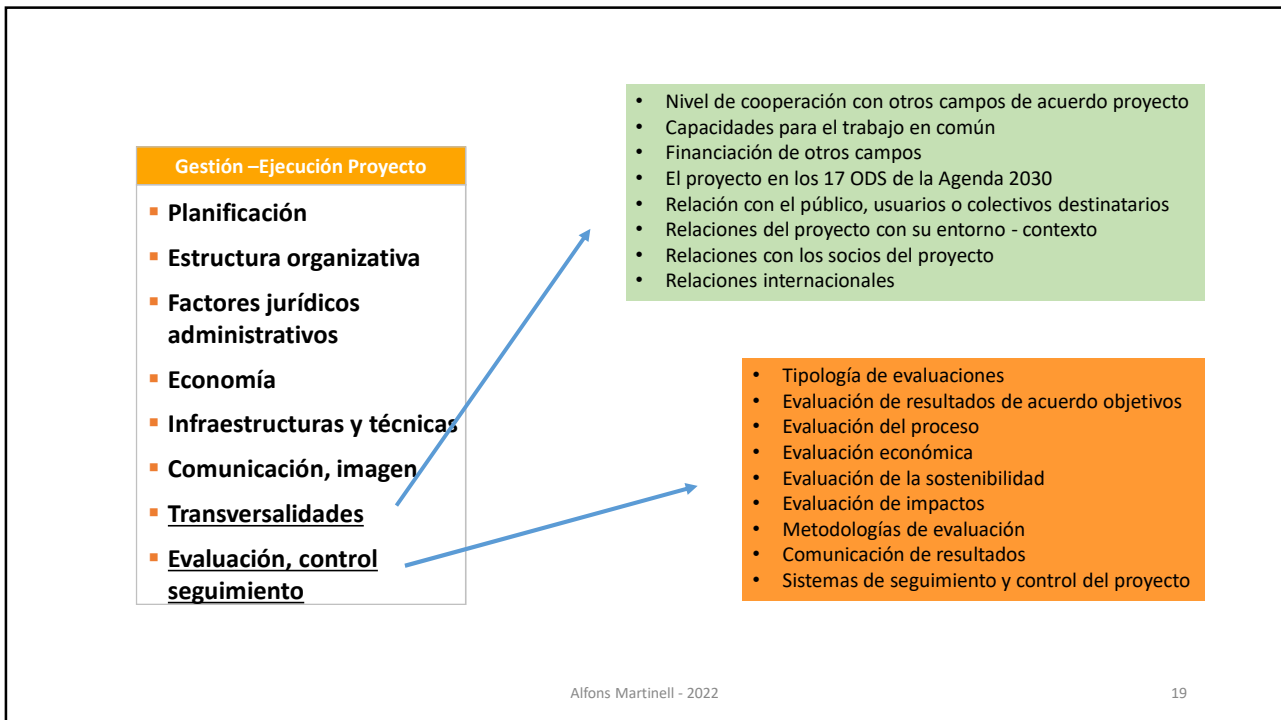 Gestión –Ejecución Proyecto
▪ Planificación
▪ Estructura organizativa
▪ Factores jurídicos
administrativos
▪ Economía
▪ Infraestructuras y técnicas
▪ Comunicación, imagen
▪ Transversalidades
▪ Evaluación, control
seguimiento
• Nivel de cooperación con otros campos de acuerdo proyecto
• Capacidades para el trabajo en común
• Financiación de otros campos
• El proyecto en los 17 ODS de la Agenda 2030
• Relación con el público, usuarios o colectivos destinatarios
• Relaciones del proyecto con su entorno - contexto
• Relaciones con los socios del proyecto
• Relaciones internacionales
• Tipología de evaluaciones
• Evaluación de resultados de acuerdo objetivos
• Evaluación del proceso
• Evaluación económica
• Evaluación de la sostenibilidad
• Evaluación de impactos
• Metodologías de evaluación
• Comunicación de resultados
• Sistemas de seguimiento y control del proyecto
Alfons Martinell - 2022
19